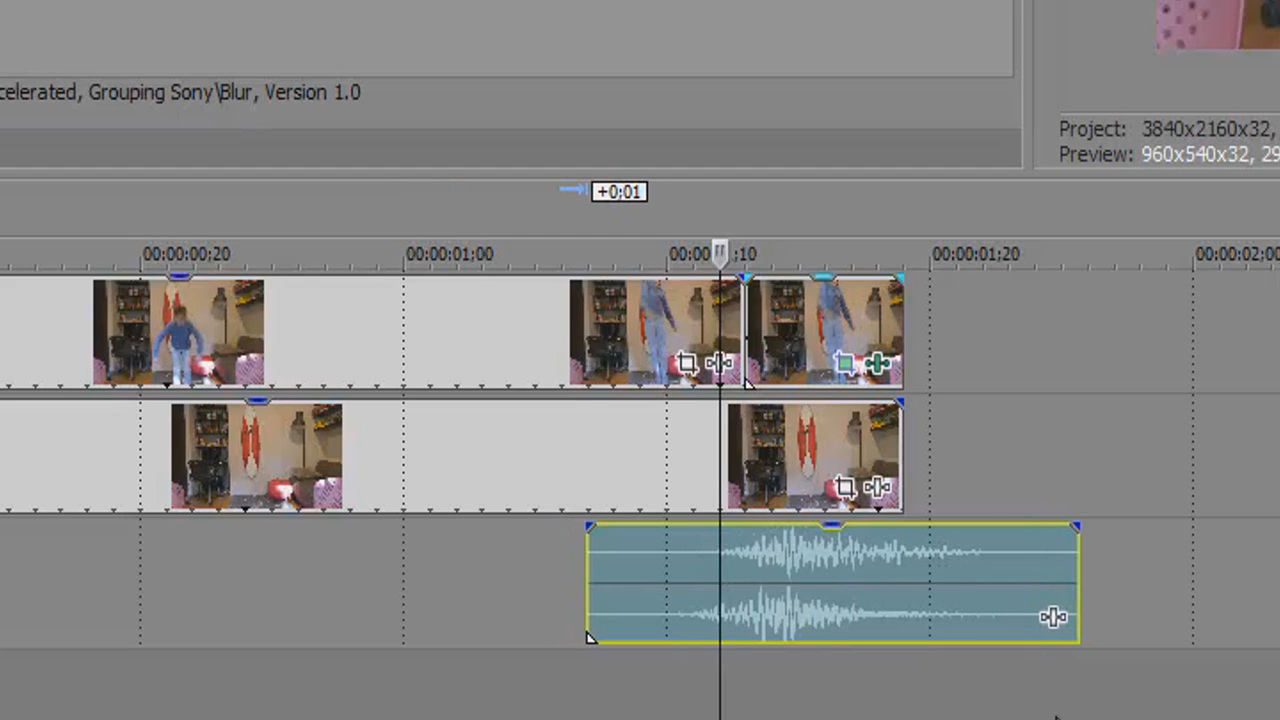 celerated, Grouping Sony\Blur, Version 1.0
Project: 3840x2160x32,
Preview: 960x540x32, 29
+0;01
00:00:00;20
00:00:01;00
00:00
;10
00:00:01;20
00:00:02;00